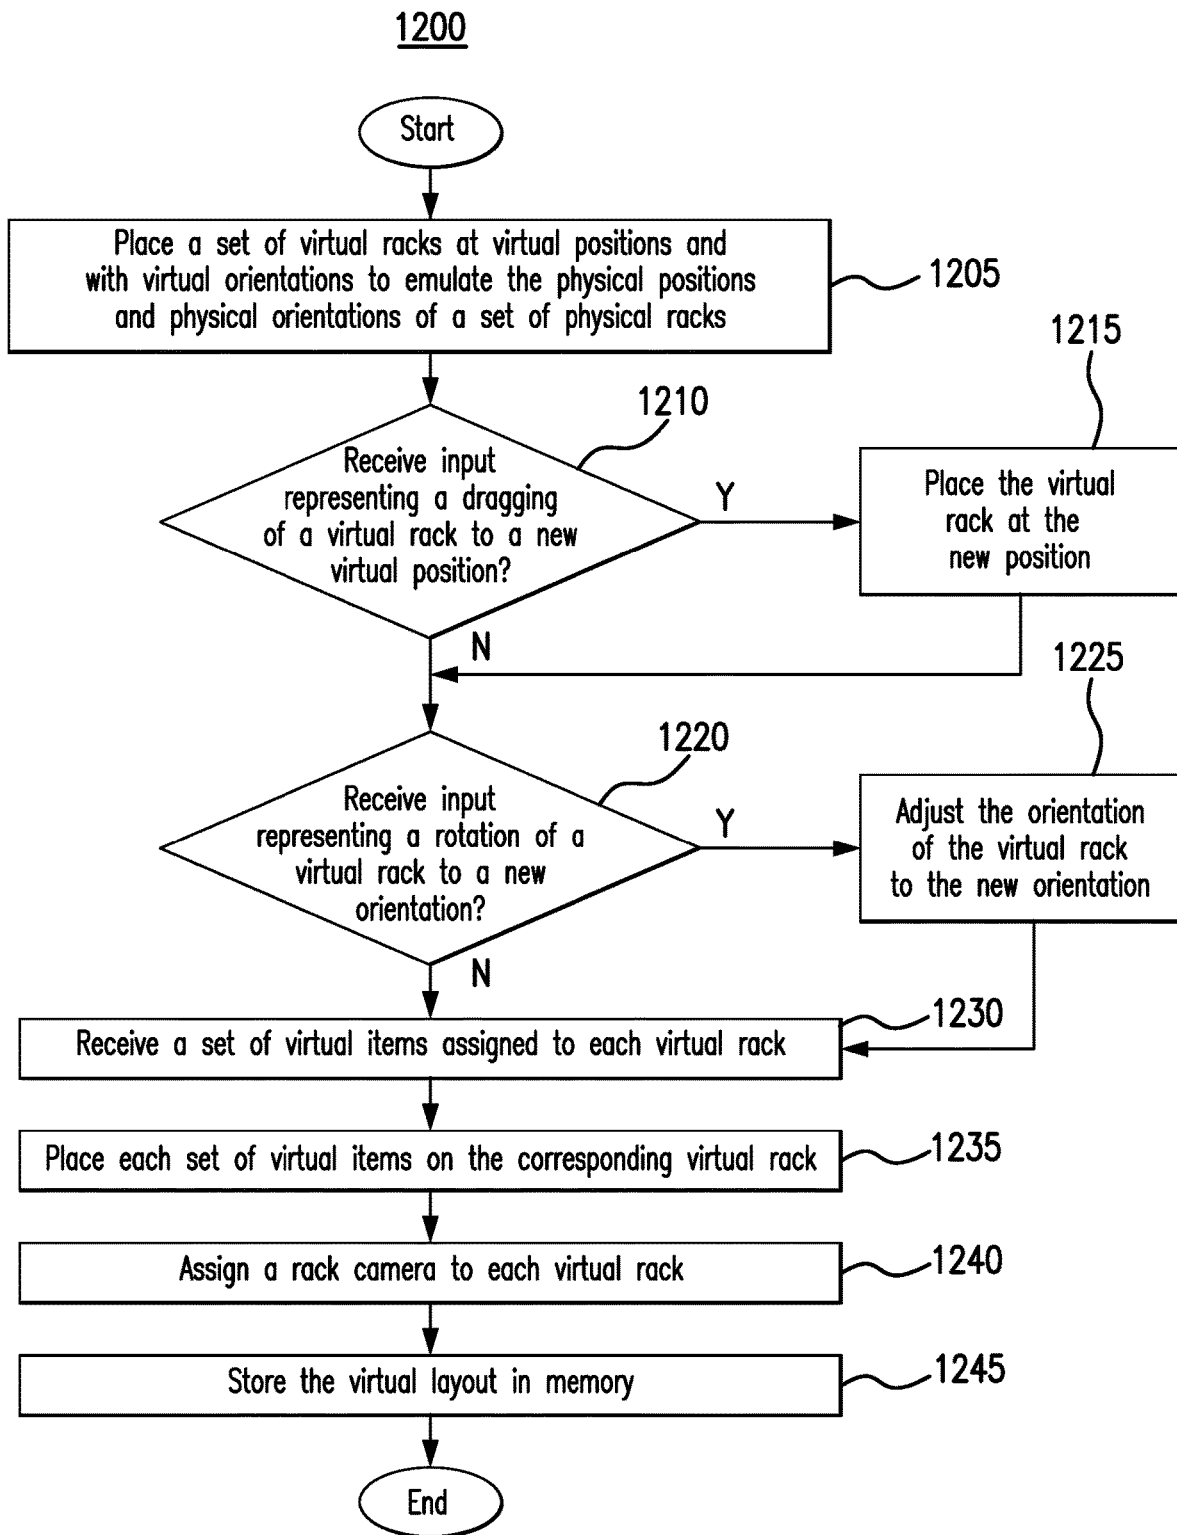 1200
Start
Place a set of virtual racks at virtual positions and
with virtual orientations to emulate the physical positions
and physical orientations of a set of physical racks
1205
1210
Receive input
representing a dragging
of a virtual rack to a new
virtual position?
Y
N
1215
Place the virtual
rack at the
new position
1220
Receive input
representing a rotation of a
virtual rack to a new
orientation?
Y
N
1225
Adjust the orientation
of the virtual rack
to the new orientation
Receive a set of virtual items assigned to each virtual rack
1230
Place each set of virtual items on the corresponding virtual rack
1235
Assign a rack camera to each virtual rack
1240
Store the virtual layout in memory
1245
End